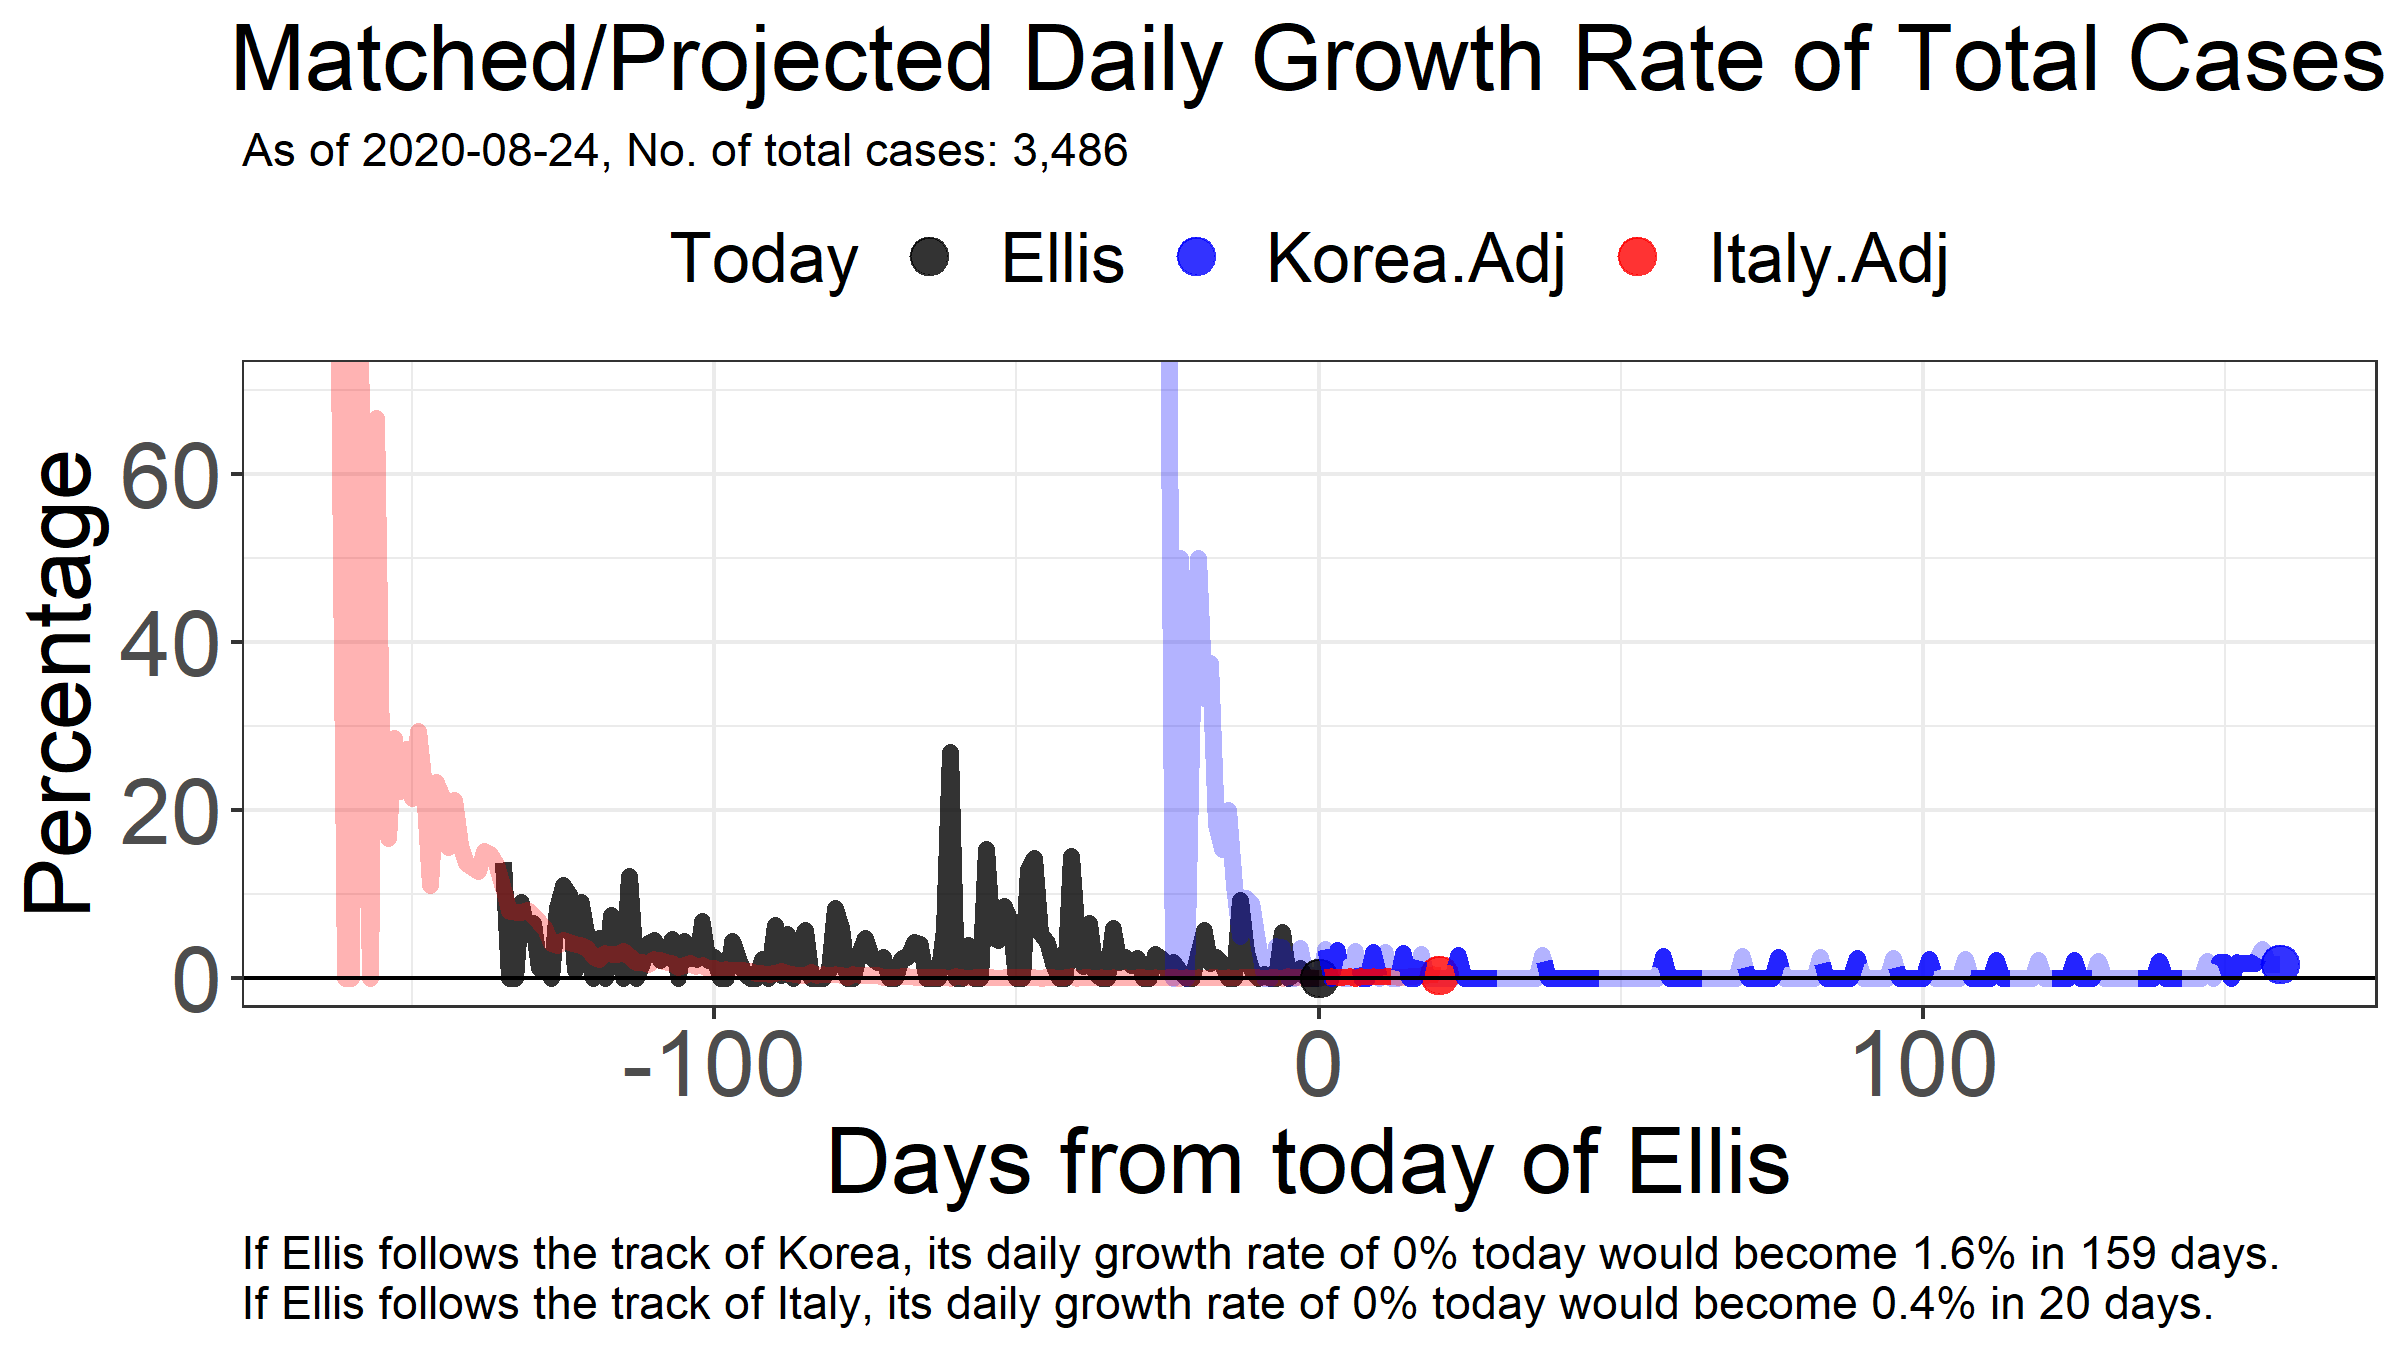 Matched/Projected Daily Growth Rate of Total Cases
As of 2020-08-24, No. of total cases: 3,486
Today Ellis Korea.Adj Italy.Adj
Percentage
60
40
20
0
-100 0 100
Days from today of Ellis
If Ellis follows the track of Korea, its daily growth rate of 0% today would become 1.6% in 159 days.
If Ellis follows the track of Italy, its daily growth rate of 0% today would become 0.4% in 20 days.